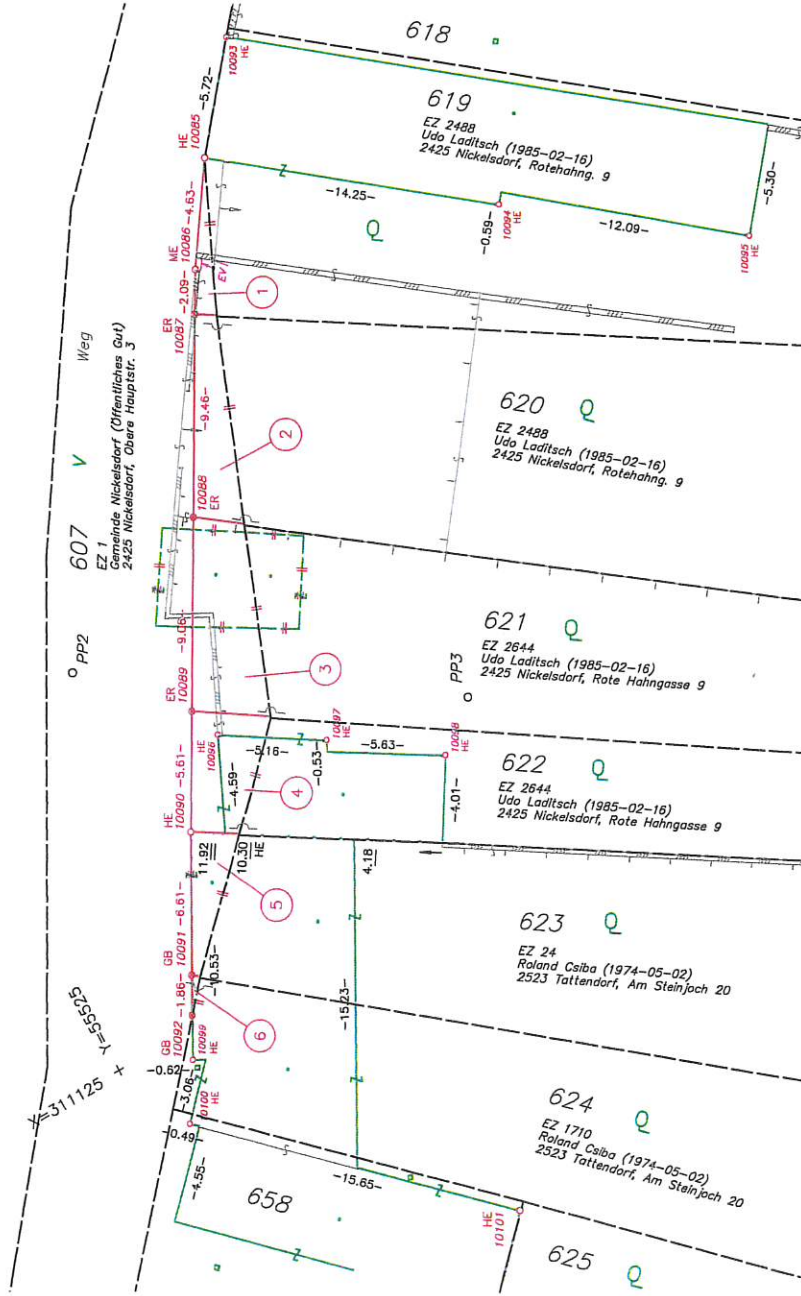 618
10093
HE
-5.72-
HE
10085
619
EZ 2488
Udo Laditsch (1985-02-16)
2425 Nickelsdorf, Rotehahng. 9
-14.25-
-0.59-
10094
HE
-12.09-
-5.30-
10095
HE
-4.63-
ME
10086
EV
-2.09-
ER
10087
1
Weg
607
V
EZ 1
Gemeinde Nickelsdorf (Öffentliches Gut)
2425 Nickelsdorf, Obere Hauptstr. 3
-9.46-
2
10088
ER
620
EZ 2488
Udo Laditsch (1985-02-16)
2425 Nickelsdorf, Rotehahng. 9
PP2
-9.06-
ER
10089
3
621
EZ 2644
Udo Laditsch (1985-02-16)
2425 Nickelsdorf, Rote Hahngasse 9
PP3
-5.61-
HE
10090
HE
10096
-4.59-
-5.16-
-0.53-
10097
HE
-5.63-
10098
HE
-4.01-
4
622
EZ 2644
Udo Laditsch (1985-02-16)
2425 Nickelsdorf, Rote Hahngasse 9
11.92
10.30
HE
4.18
5
-6.61-
GB
10091
-10.53-
-15.23-
623
EZ 24
Roland Csiba (1974-05-02)
2523 Tattendorf, Am Steinjoch 20
-1.86-
GB
10092
6
10099
HE
X=311125
Y=55525
-0.62-
-3.06-
10100
HE
-0.49-
-4.55-
-15.65-
HE
10101
624
EZ 1710
Roland Csiba (1974-05-02)
2523 Tattendorf, Am Steinjoch 20
658
625